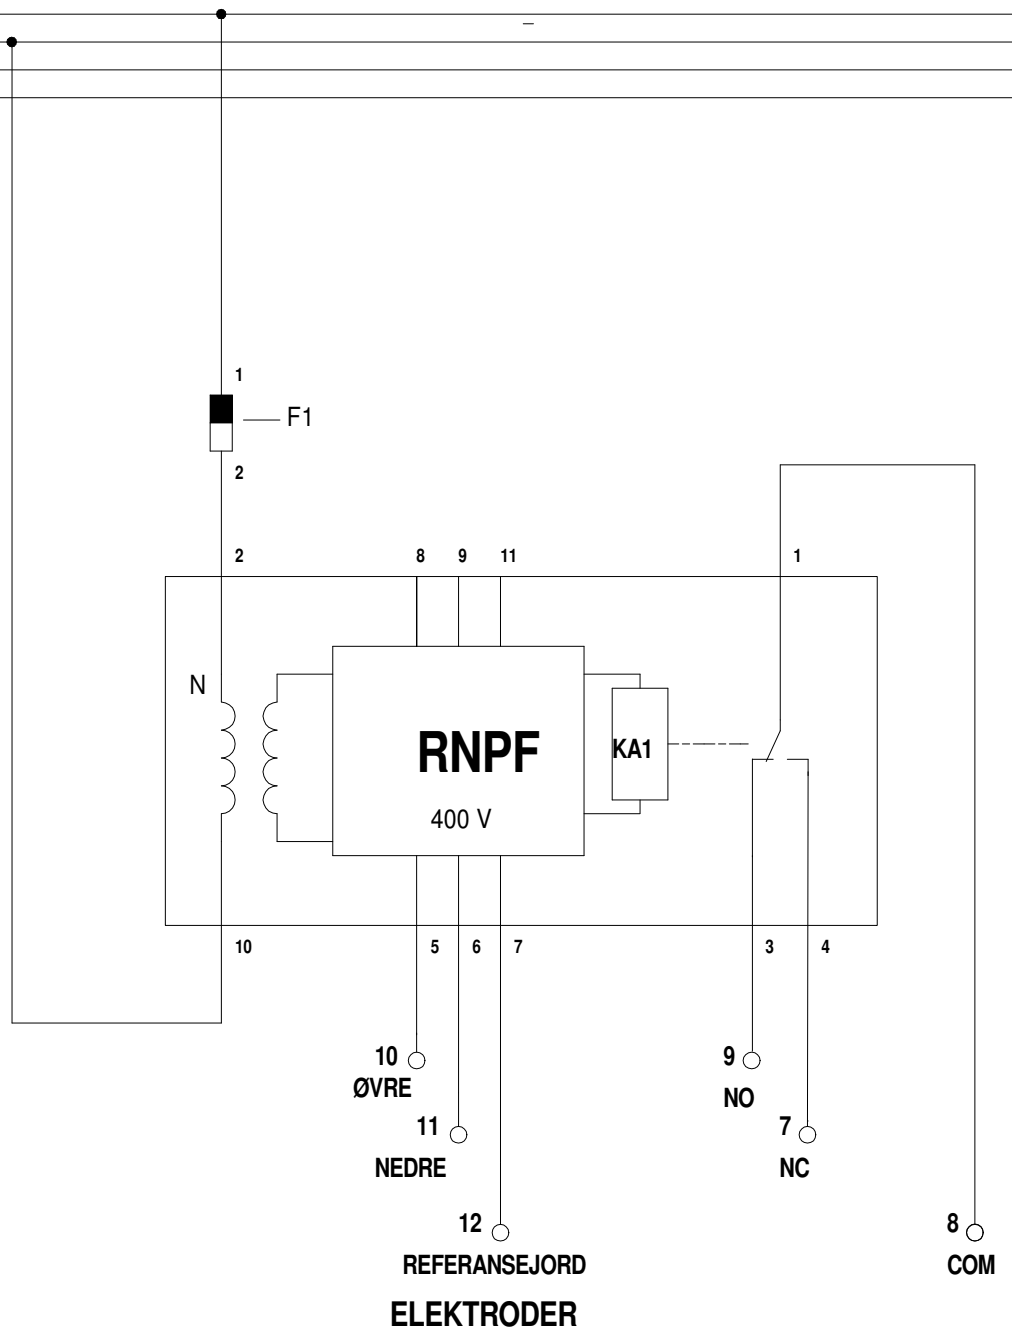 1
F1
2
2 8 9 11 1
N
RNPF
KA1
400 V
10 5 6 7 3 4
10 9
ØVRE NO
11 7
NEDRE NC
12 8
REFERANSEJORD COM
ELEKTRODER